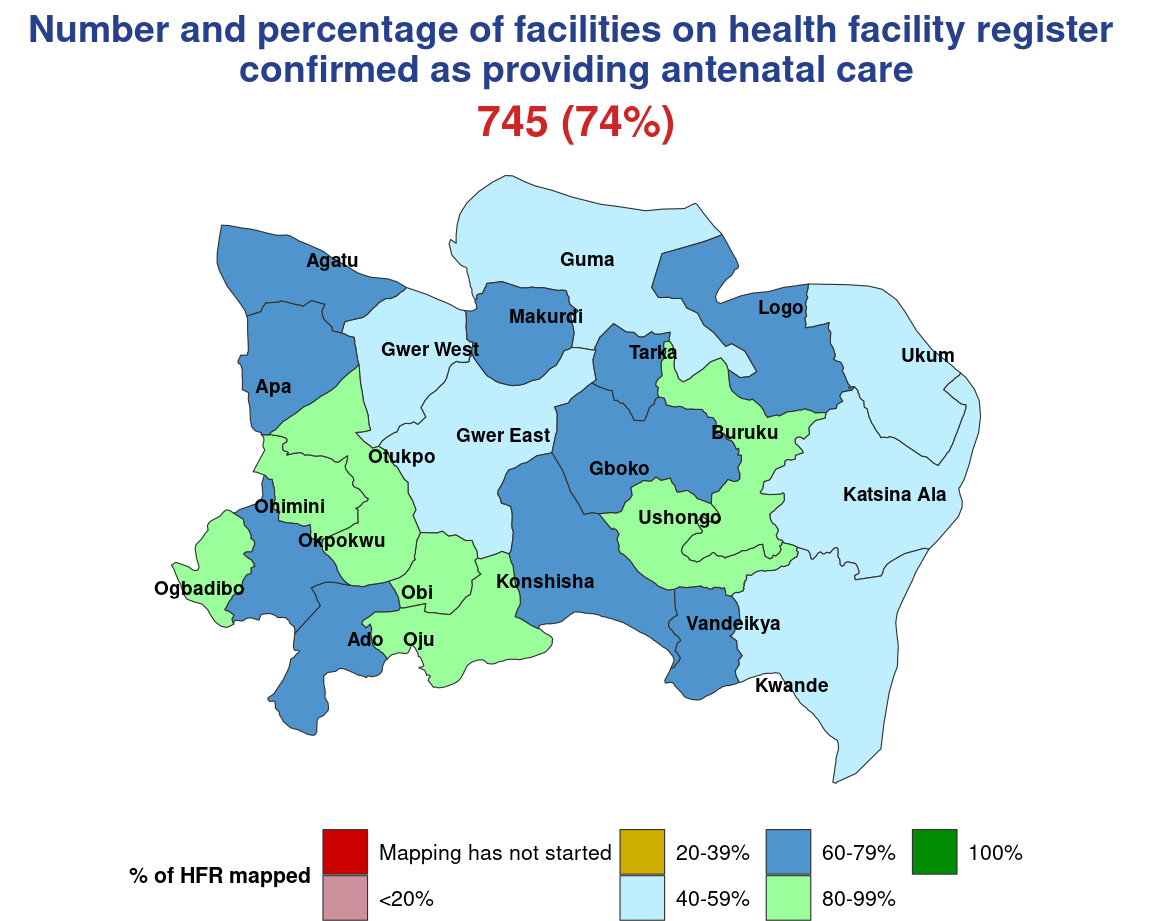 Number and percentage of facilities on health facility register
confirmed as providing antenatal care
745 (74%)
Agatu
Guma
Logo
Makurdi
Gwer West
Tarka
Ukum
Apa
Gwer East
Buruku
Otukpo
Gboko
Katsina Ala
Ohimini
Ushongo
Okpokwu
Konshisha
Ogbadibo
Obi
Vandeikya
Ado
Oju
Kwande
% of HFR mapped
Mapping has not started
<20%
20-39%
40-59%
60-79%
80-99%
100%